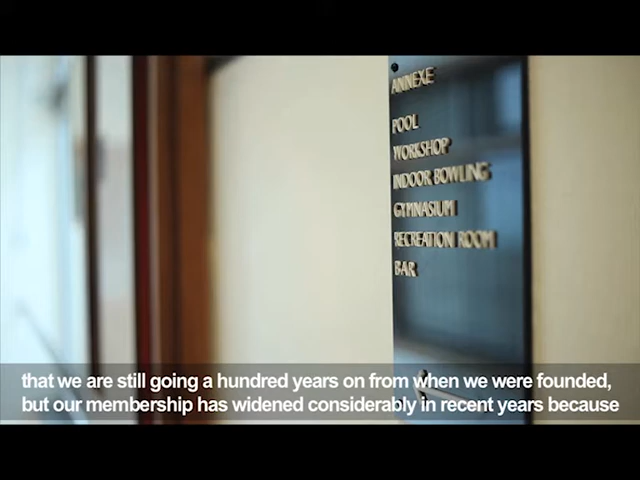 ANNEXE
POOL
WORKSHOP
INDOOR BOWLING
GYMNASIUM
RECREATION ROOM
BAR
that we are still going a hundred years on from when we were founded,
but our membership has widened considerably in recent years because